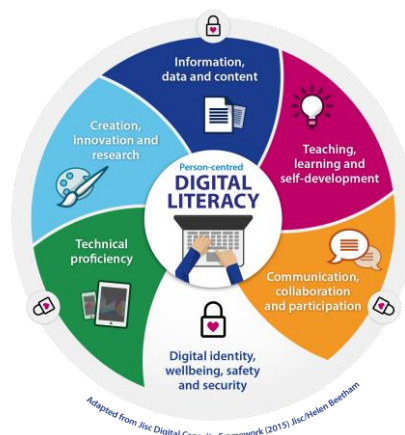 Information,
data and content
Teaching,
learning and
self-development
Communication,
collaboration
and participation
Digital identity,
wellbeing, safety
and security
Technical
proficiency
Creation,
innovation and
research
Person-centred
DIGITAL
LITERACY
Adapted from Jisc Digital Framework (2015) Jisc/Helen Beetham